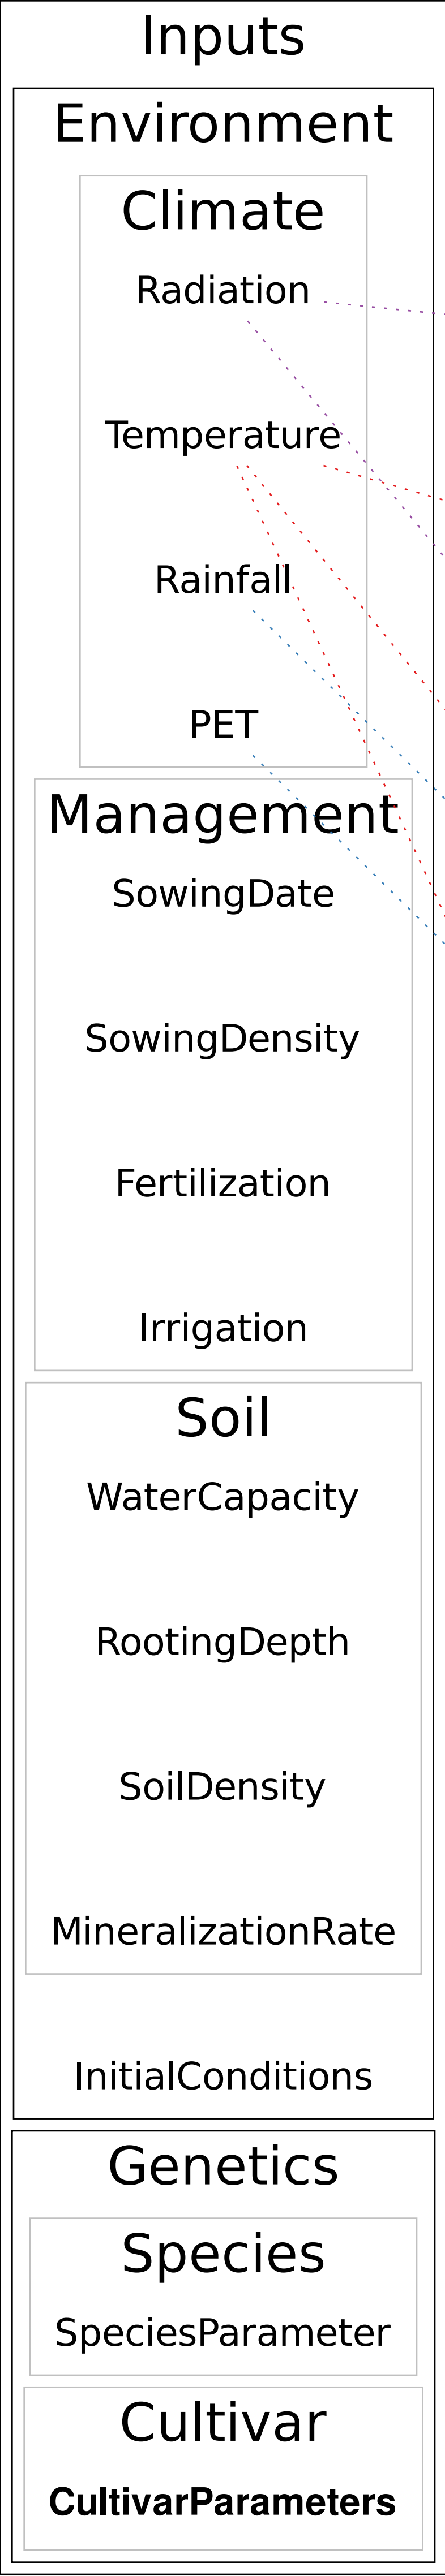 Inputs
Environment
Climate
Radiation
Temperature
Rainfall
PET
Management
SowingDate
SowingDensity
Fertilization
Irrigation
Soil
WaterCapacity
RootingDepth
SoilDensity
MineralizationRate
InitialConditions
Genetics
Species
SpeciesParameter
Cultivar
CultivarParameters